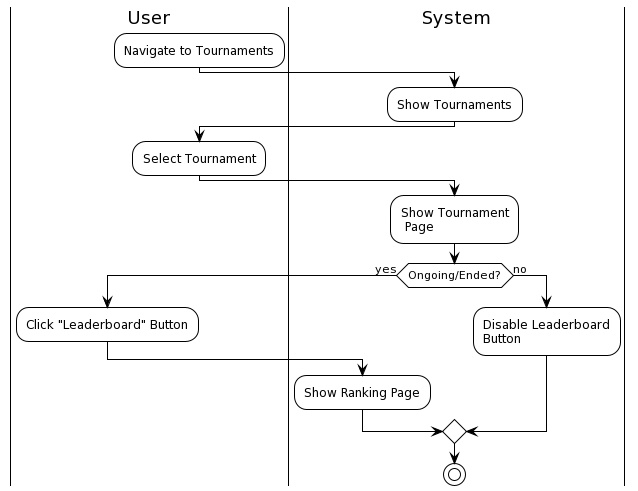 User
System
Navigate to Tournaments
Show Tournaments
Select Tournament
Show Tournament
Page
Ongoing/Ended?
yes
no
Click "Leaderboard" Button
Disable Leaderboard
Button
Show Ranking Page